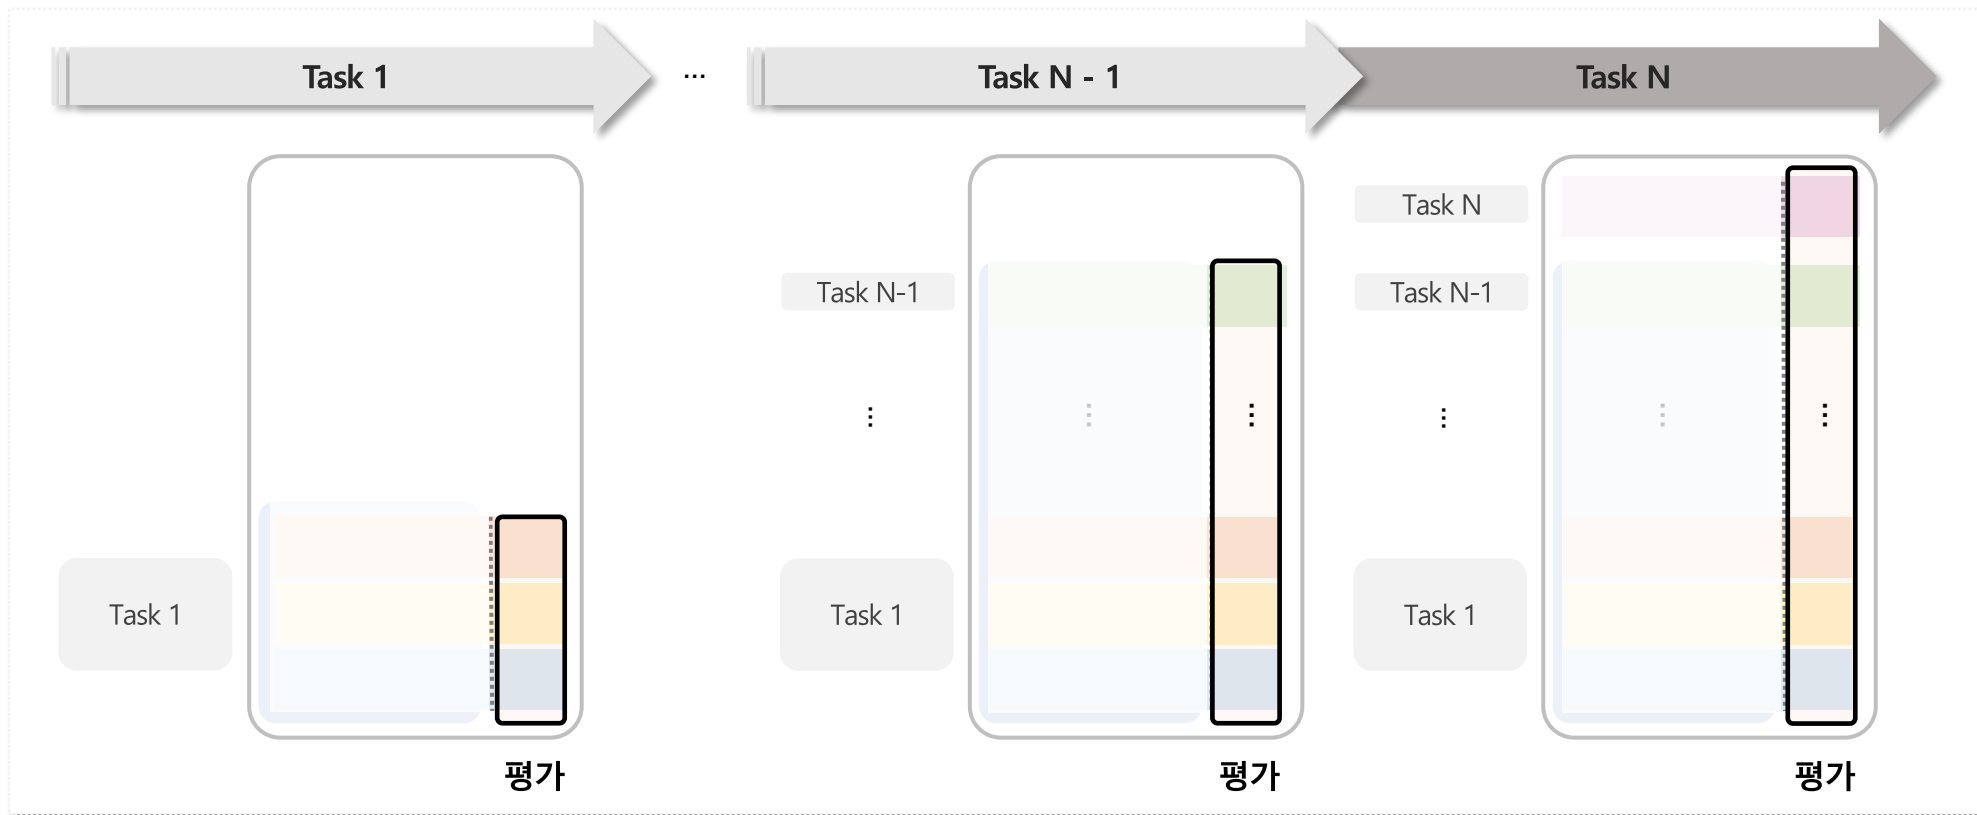 Task 1
...
Task N - 1
Task N
Task N
Task N-1
Task N-1
⋮
⋮
⋮
⋮
⋮
Task 1
Task 1
Task 1
평가
평가
평가